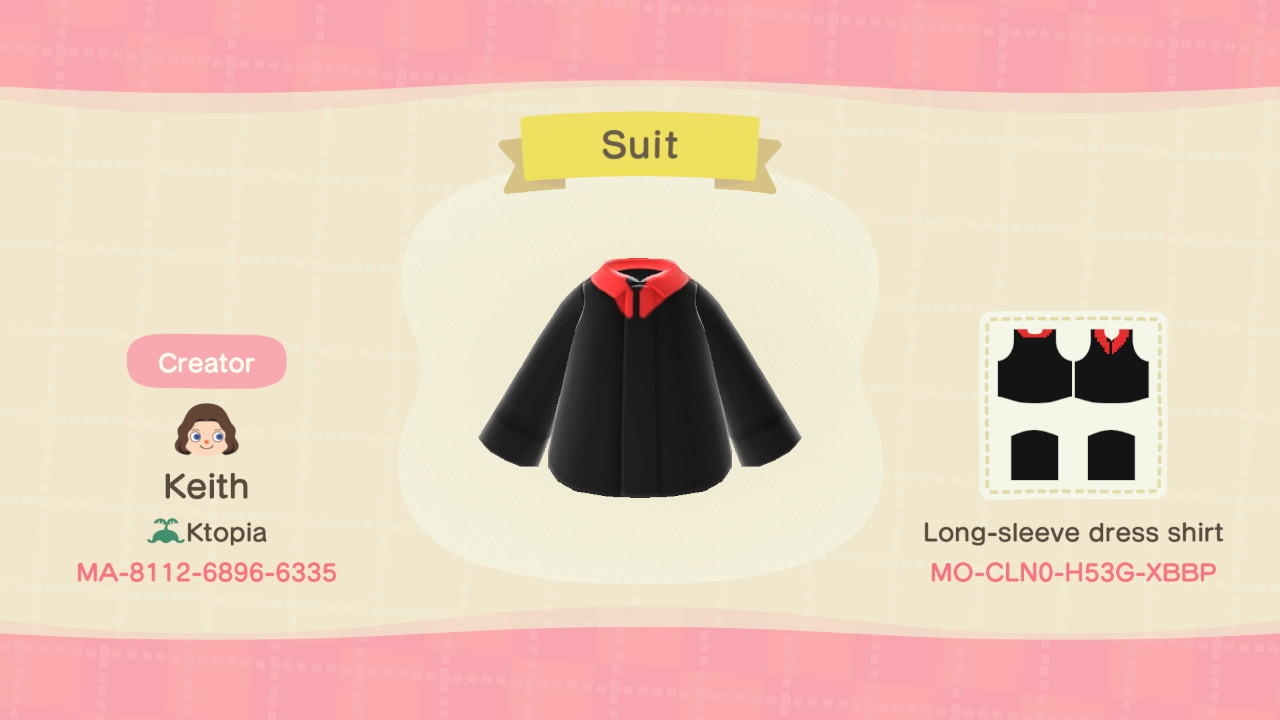 Suit
Creator
Keith
Ktopia
MA-8112-6896-6335
Long-sleeve dress shirt
MO-CLN0-H53G-XBBP